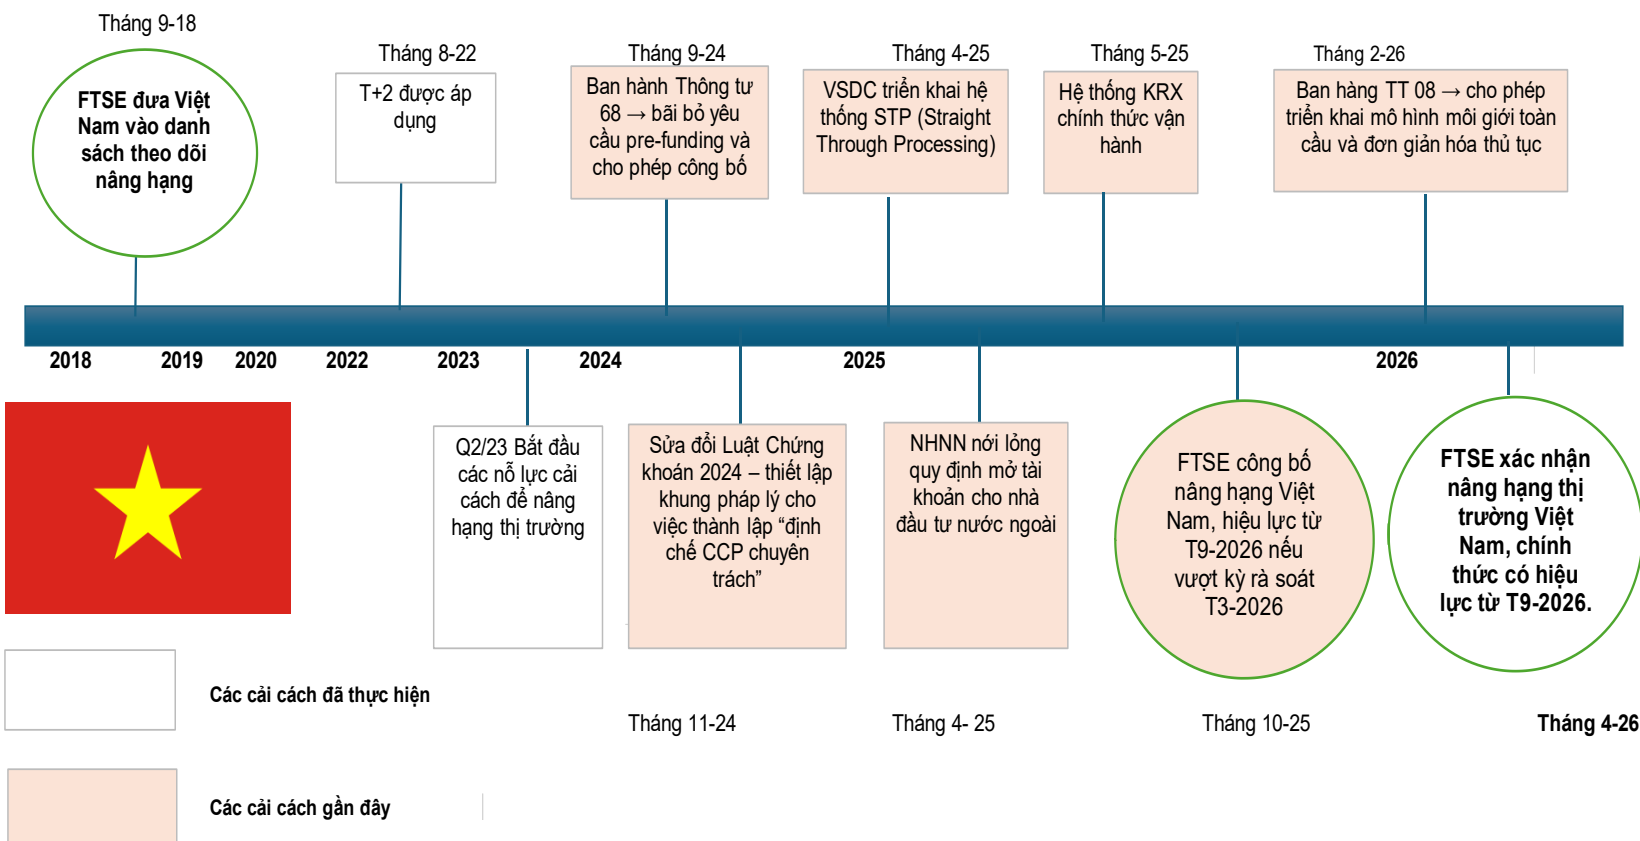 Tháng 9-18
FTSE đưa Việt
Nam vào danh
sách theo dõi
nâng hạng
Tháng 8-22
T+2 được áp
dụng
Tháng 9-24
Ban hành Thông tư
68 → bãi bỏ yêu
cầu pre-funding và
cho phép công bố
Tháng 4-25
VSDC triển khai hệ
thống STP (Straight
Through Processing)
Tháng 5-25
Hệ thống KRX
chính thức vận
hành
Tháng 2-26
Ban hàng TT 08 → cho phép
triển khai mô hình môi giới toàn
cầu và đơn giản hóa thủ tục
2018 2019 2020 2022 2023 2024 2025 2026
Q2/23 Bắt đầu
các nỗ lực cải
cách để nâng
hạng thị trường
Sửa đổi Luật Chứng
khoán 2024 – thiết lập
khung pháp lý cho
việc thành lập “định
chế CCP chuyên
trách”
Tháng 11-24
NHNN nới lỏng
quy định mở tài
khoản cho nhà
đầu tư nước ngoài
Tháng 4- 25
FTSE công bố
nâng hạng Việt
Nam, hiệu lực từ
T9-2026 nếu
vượt kỳ rà soát
T3-2026
Tháng 10-25
FTSE xác nhận
nâng hạng thị
trường Việt
Nam, chính
thức có hiệu
lực từ T9-2026.
Tháng 4-26
Các cải cách đã thực hiện
Các cải cách gần đây